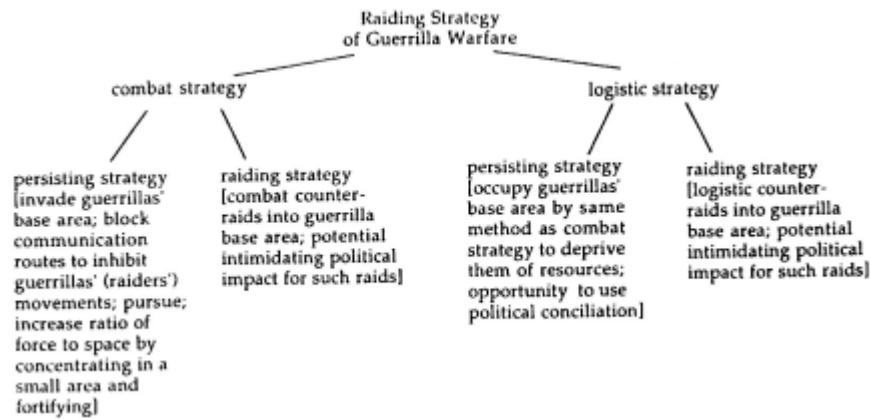 Raiding Strategy
of Guerrilla Warfare
combat strategy
logistic strategy
persisting strategy
[invade guerrillas'
base area; block
communication
routes to inhibit
guerrillas' (raiders')
movements; pursue;
increase ratio of
force to space by
concentrating in a
small area and
fortifying]
raiding strategy
[combat counter-
raids into guerrilla
base area; potential
intimidating political
impact for such raids]
persisting strategy
[occupy guerrillas'
base area by same
method as combat
strategy to deprive
them of resources;
opportunity to use
political conciliation]
raiding strategy
[logistic counter-
raids into guerrilla
base area; potential
intimidating political
impact for such raids]